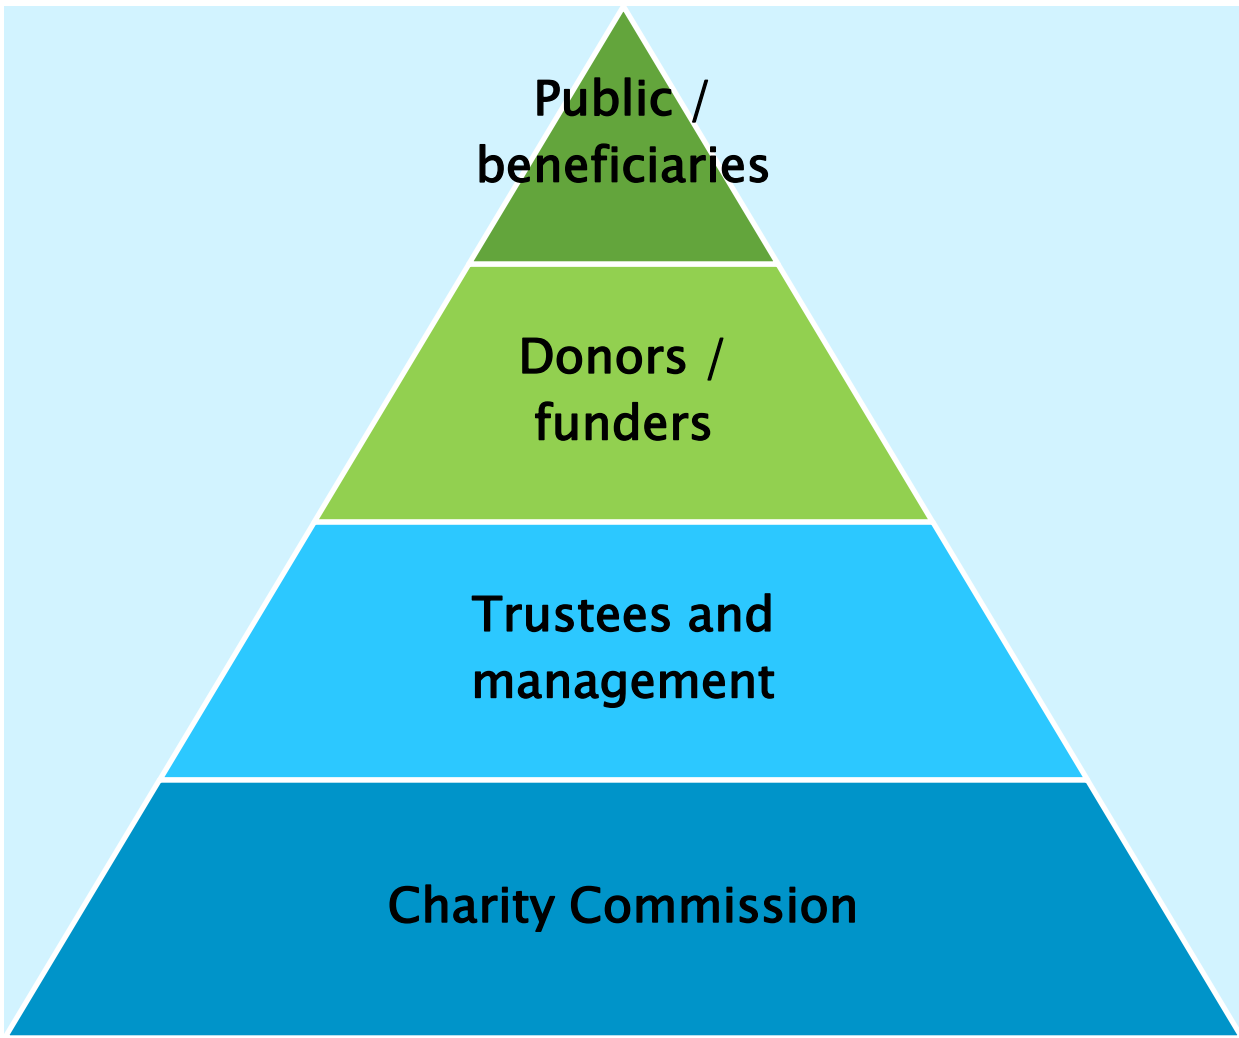 Public /
beneficiaries
Donors /
funders
Trustees and
management
Charity Commission